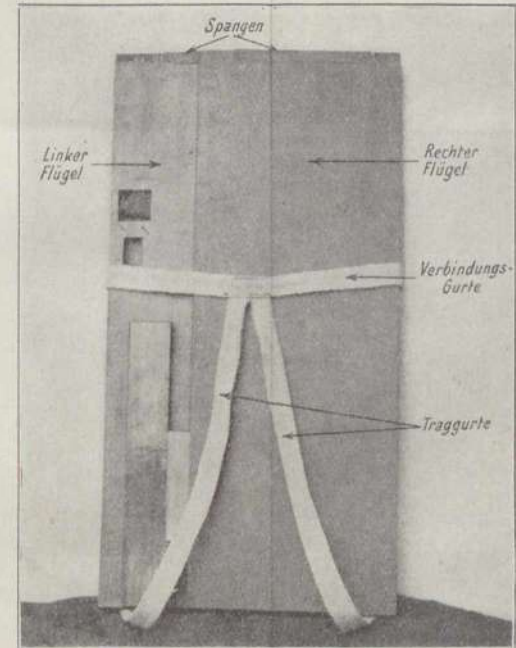 Spangen
Linker
Flügel
Rechter
Flügel
Verbindungs-
Gurte
Traggurte